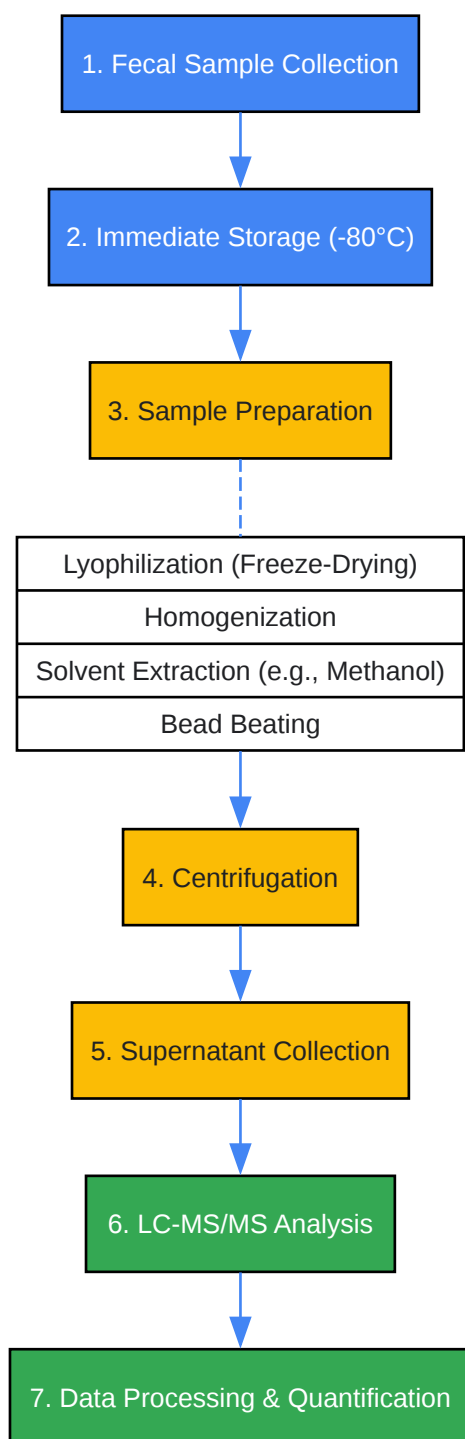 1. Fecal Sample Collection
2. Immediate Storage (-80°C)
3. Sample Preparation
Lyophilization (Freeze-Drying)
Homogenization
Solvent Extraction (e.g., Methanol)
Bead Beating
4. Centrifugation
5. Supernatant Collection
6. LC-MS/MS Analysis
7. Data Processing & Quantification